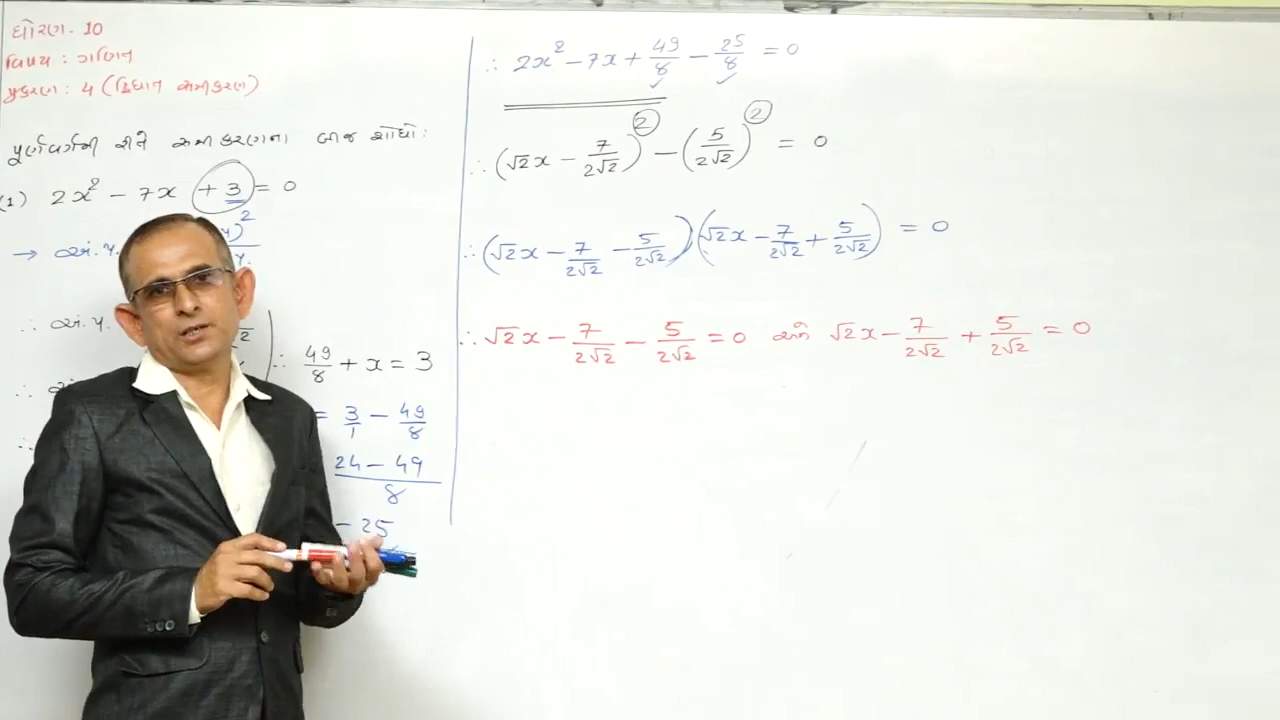 ધોરણ. 10
વિષય : ગણિત
પ્રકરણ : 4 (દ્વિઘાત સમીકરણ)
પૂર્ણવર્ગની રીતે સમીકરણના બીજ શોધો :
(1) 2x² - 7x + 3 = 0
→ અં.પ.
∴ અં.પ.
∴ 49/8 + x = 3
= 3/1 - 49/8
24 - 49 / 8
- 25
∴ 2x² - 7x + 49/8 - 25/8 = 0
∴ (√2x - 7/2√2)² - (5/2√2)² = 0
∴ (√2x - 7/2√2 - 5/2√2)(√2x - 7/2√2 + 5/2√2) = 0
∴ √2x - 7/2√2 - 5/2√2 = 0 અને √2x - 7/2√2 + 5/2√2 = 0